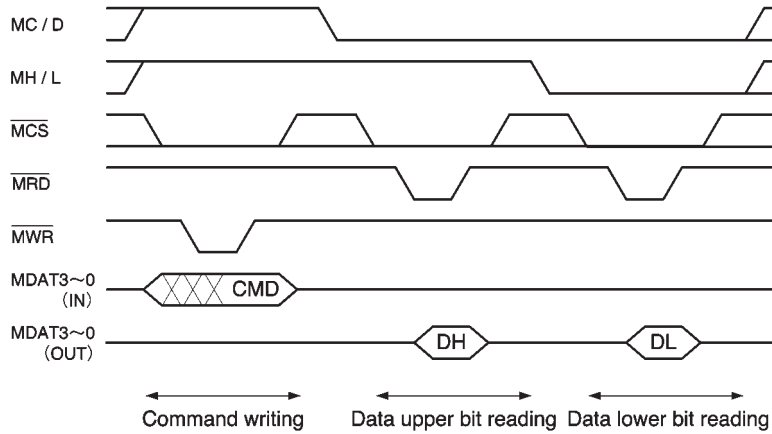 MC / D
MH / L
MCS
MRD
MWR
MDAT3～0
（IN）
CMD
MDAT3～0
（OUT）
DH
DL
Command writing
Data upper bit reading
Data lower bit reading